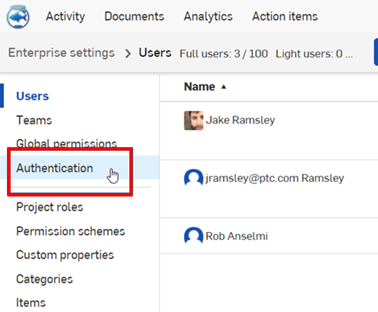 Activity Documents Analytics Action items
Enterprise settings > Users Full users: 3 / 100 Light users: 0 ...
Users
Teams
Global permissions
Authentication
Project roles
Permission schemes
Custom properties
Categories
Items
Name
Jake Ramsley
jramsley@ptc.com Ramsley
Rob Anselmi